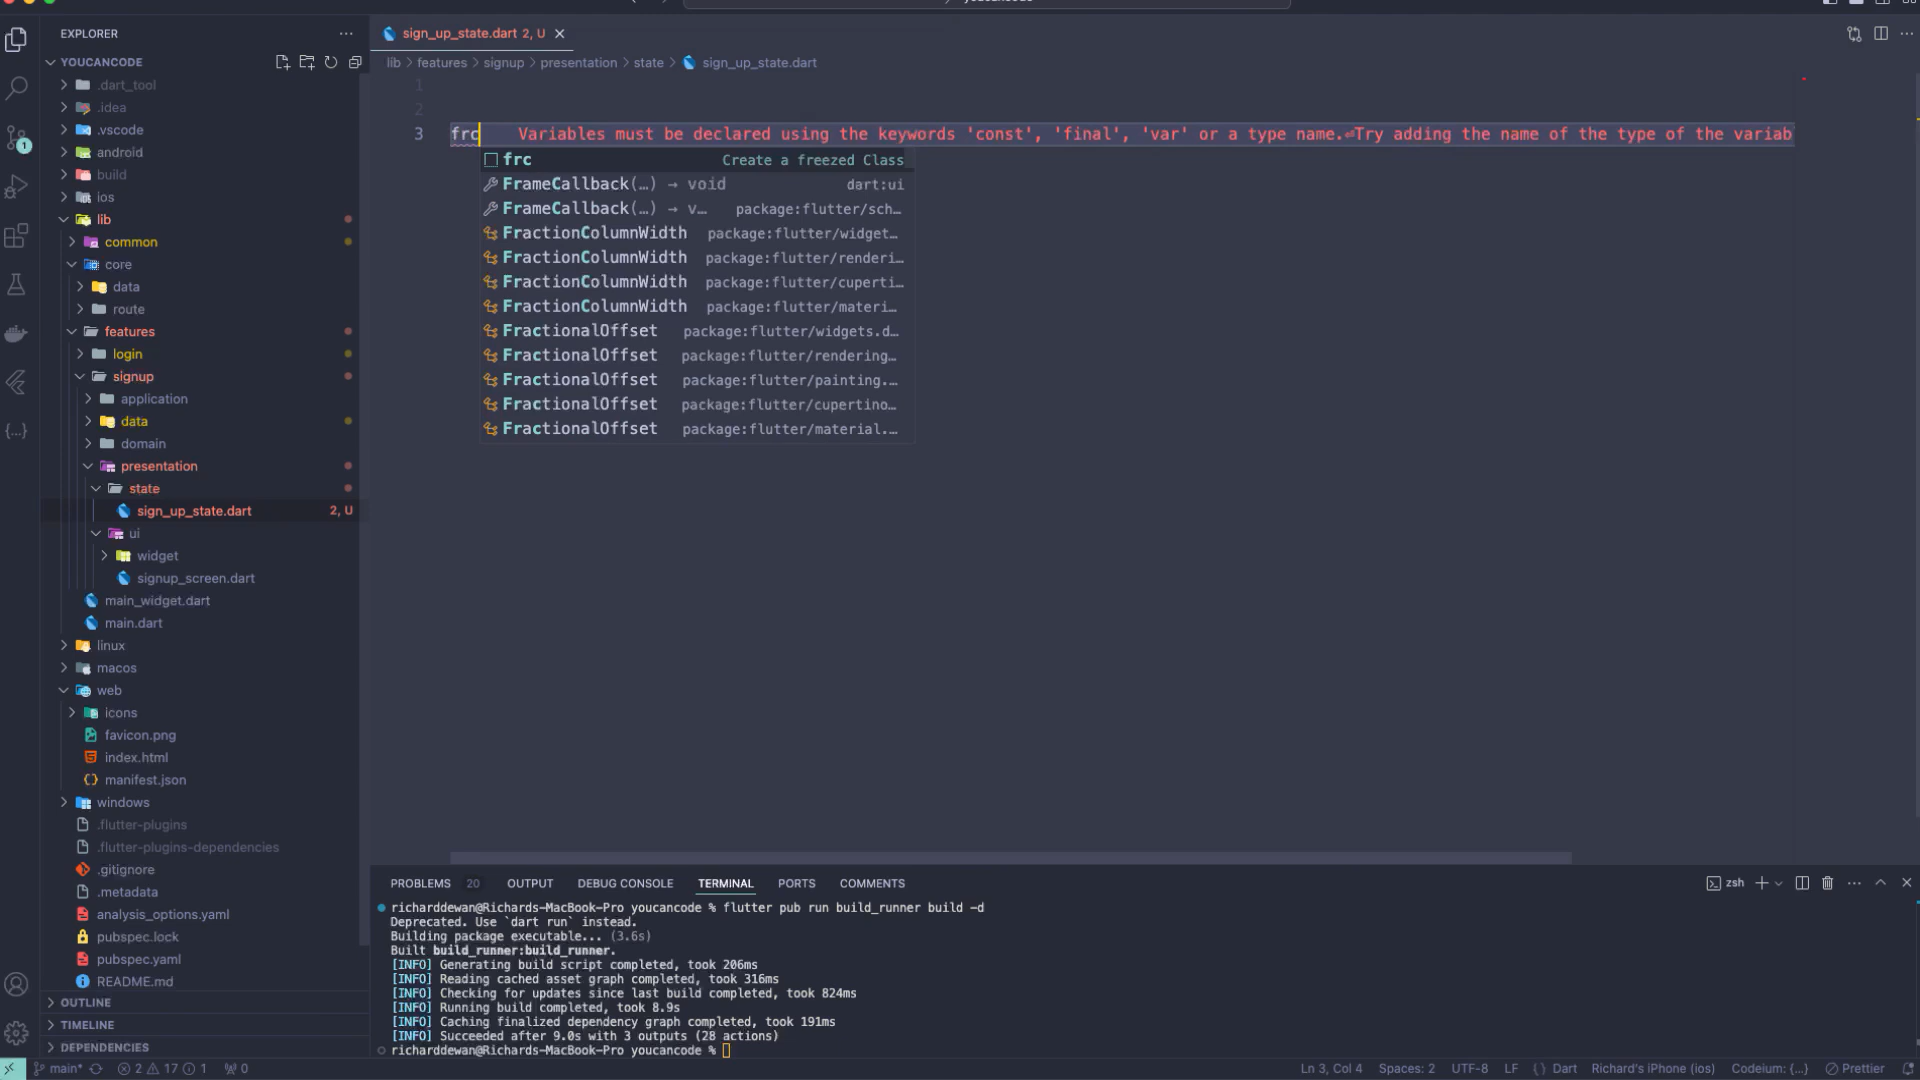 EXPLORER
YOUCANCODE
.dart_tool
.idea
.vscode
android
build
ios
lib
common
core
data
route
features
login
signup
application
data
domain
presentation
state
sign_up_state.dart 2, U
ui
widget
signup_screen.dart
main_widget.dart
main.dart
linux
macos
web
icons
favicon.png
index.html
manifest.json
windows
.flutter-plugins
.flutter-plugins-dependencies
.gitignore
.metadata
analysis_options.yaml
pubspec.lock
pubspec.yaml
README.md
OUTLINE
TIMELINE
DEPENDENCIES
sign_up_state.dart 2, U
lib > features > signup > presentation > state > sign_up_state.dart
1
2
3 frc Variables must be declared using the keywords 'const', 'final', 'var' or a type name.⏎Try adding the name of the type of the variab
frc Create a freezed Class
FrameCallback(…) → void dart:ui
FrameCallback(…) → v… package:flutter/sch…
FractionColumnWidth package:flutter/widget…
FractionColumnWidth package:flutter/renderi…
FractionColumnWidth package:flutter/cuperti…
FractionColumnWidth package:flutter/materi…
FractionalOffset package:flutter/widgets.d…
FractionalOffset package:flutter/rendering…
FractionalOffset package:flutter/painting.…
FractionalOffset package:flutter/cupertino…
FractionalOffset package:flutter/material.…
PROBLEMS 20 OUTPUT DEBUG CONSOLE TERMINAL PORTS COMMENTS zsh
richarddewan@Richards-MacBook-Pro youcancode % flutter pub run build_runner build -d
Deprecated. Use `dart run` instead.
Building package executable... (3.6s)
Built build_runner:build_runner.
[INFO] Generating build script completed, took 206ms
[INFO] Reading cached asset graph completed, took 316ms
[INFO] Checking for updates since last build completed, took 824ms
[INFO] Running build completed, took 8.9s
[INFO] Caching finalized dependency graph completed, took 191ms
[INFO] Succeeded after 9.0s with 3 outputs (28 actions)
richarddewan@Richards-MacBook-Pro youcancode %
main* 2 17 1 0 Ln 3, Col 4 Spaces: 2 UTF-8 LF { } Dart Richard's iPhone (ios) Codeium: {...} Prettier